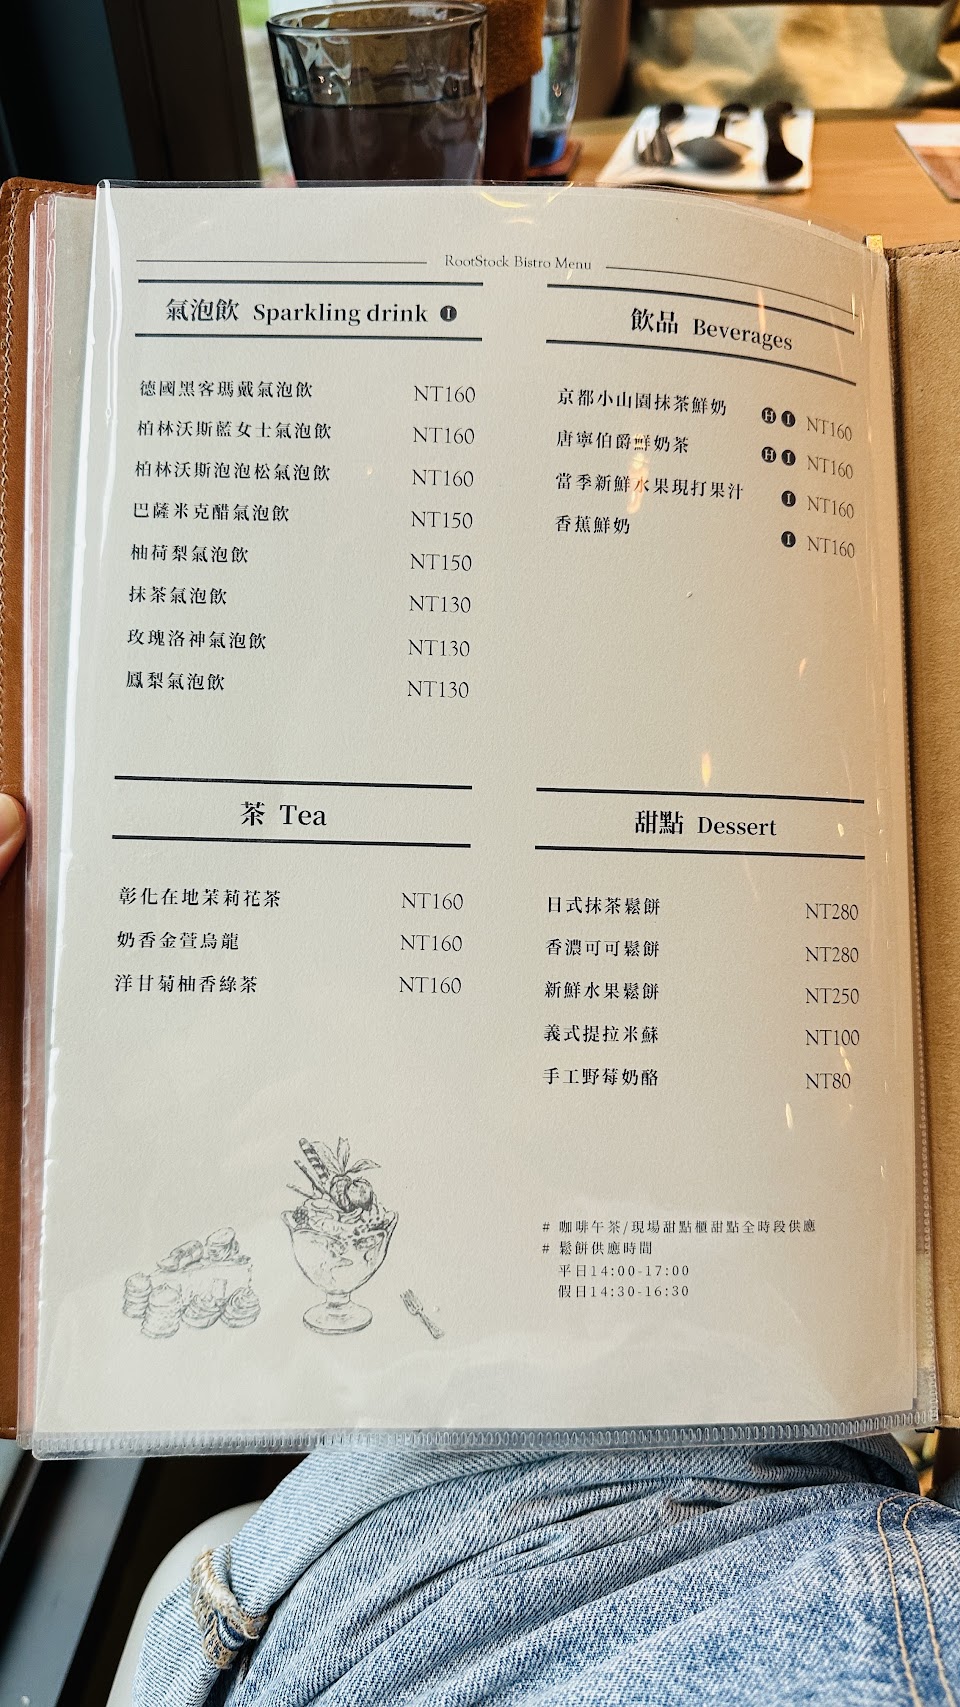 RootStock Bistro Menu
氣泡飲 Sparkling drink I
德國黑客瑪戴氣泡飲 NT160
柏林沃斯藍女士氣泡飲 NT160
柏林沃斯泡泡松氣泡飲 NT160
巴薩米克醋氣泡飲 NT150
柚荷梨氣泡飲 NT150
抹茶氣泡飲 NT130
玫瑰洛神氣泡飲 NT130
鳳梨氣泡飲 NT130
飲品 Beverages
京都小山園抹茶鮮奶 H I NT160
唐寧伯爵鮮奶茶 H I NT160
當季新鮮水果現打果汁 I NT160
香蕉鮮奶 I NT160
茶 Tea
彰化在地茉莉花茶 NT160
奶香金萱烏龍 NT160
洋甘菊柚香綠茶 NT160
甜點 Dessert
日式抹茶鬆餅 NT280
香濃可可鬆餅 NT280
新鮮水果鬆餅 NT250
義式提拉米蘇 NT100
手工野莓奶酪 NT80
# 咖啡午茶/現場甜點櫃甜點全時段供應
# 鬆餅供應時間
平日14:00-17:00
假日14:30-16:30